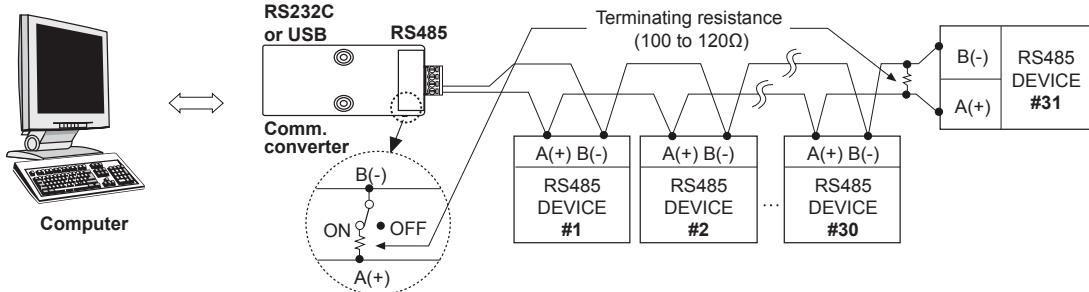 RS232C
or USB
RS485
Terminating resistance
(100 to 120Ω)
B(-)
A(+)
RS485
DEVICE
#31
Comm.
converter
Computer
B(-)
ON
OFF
A(+)
A(+) B(-)
RS485
DEVICE
#1
A(+) B(-)
RS485
DEVICE
#2
...
A(+) B(-)
RS485
DEVICE
#30